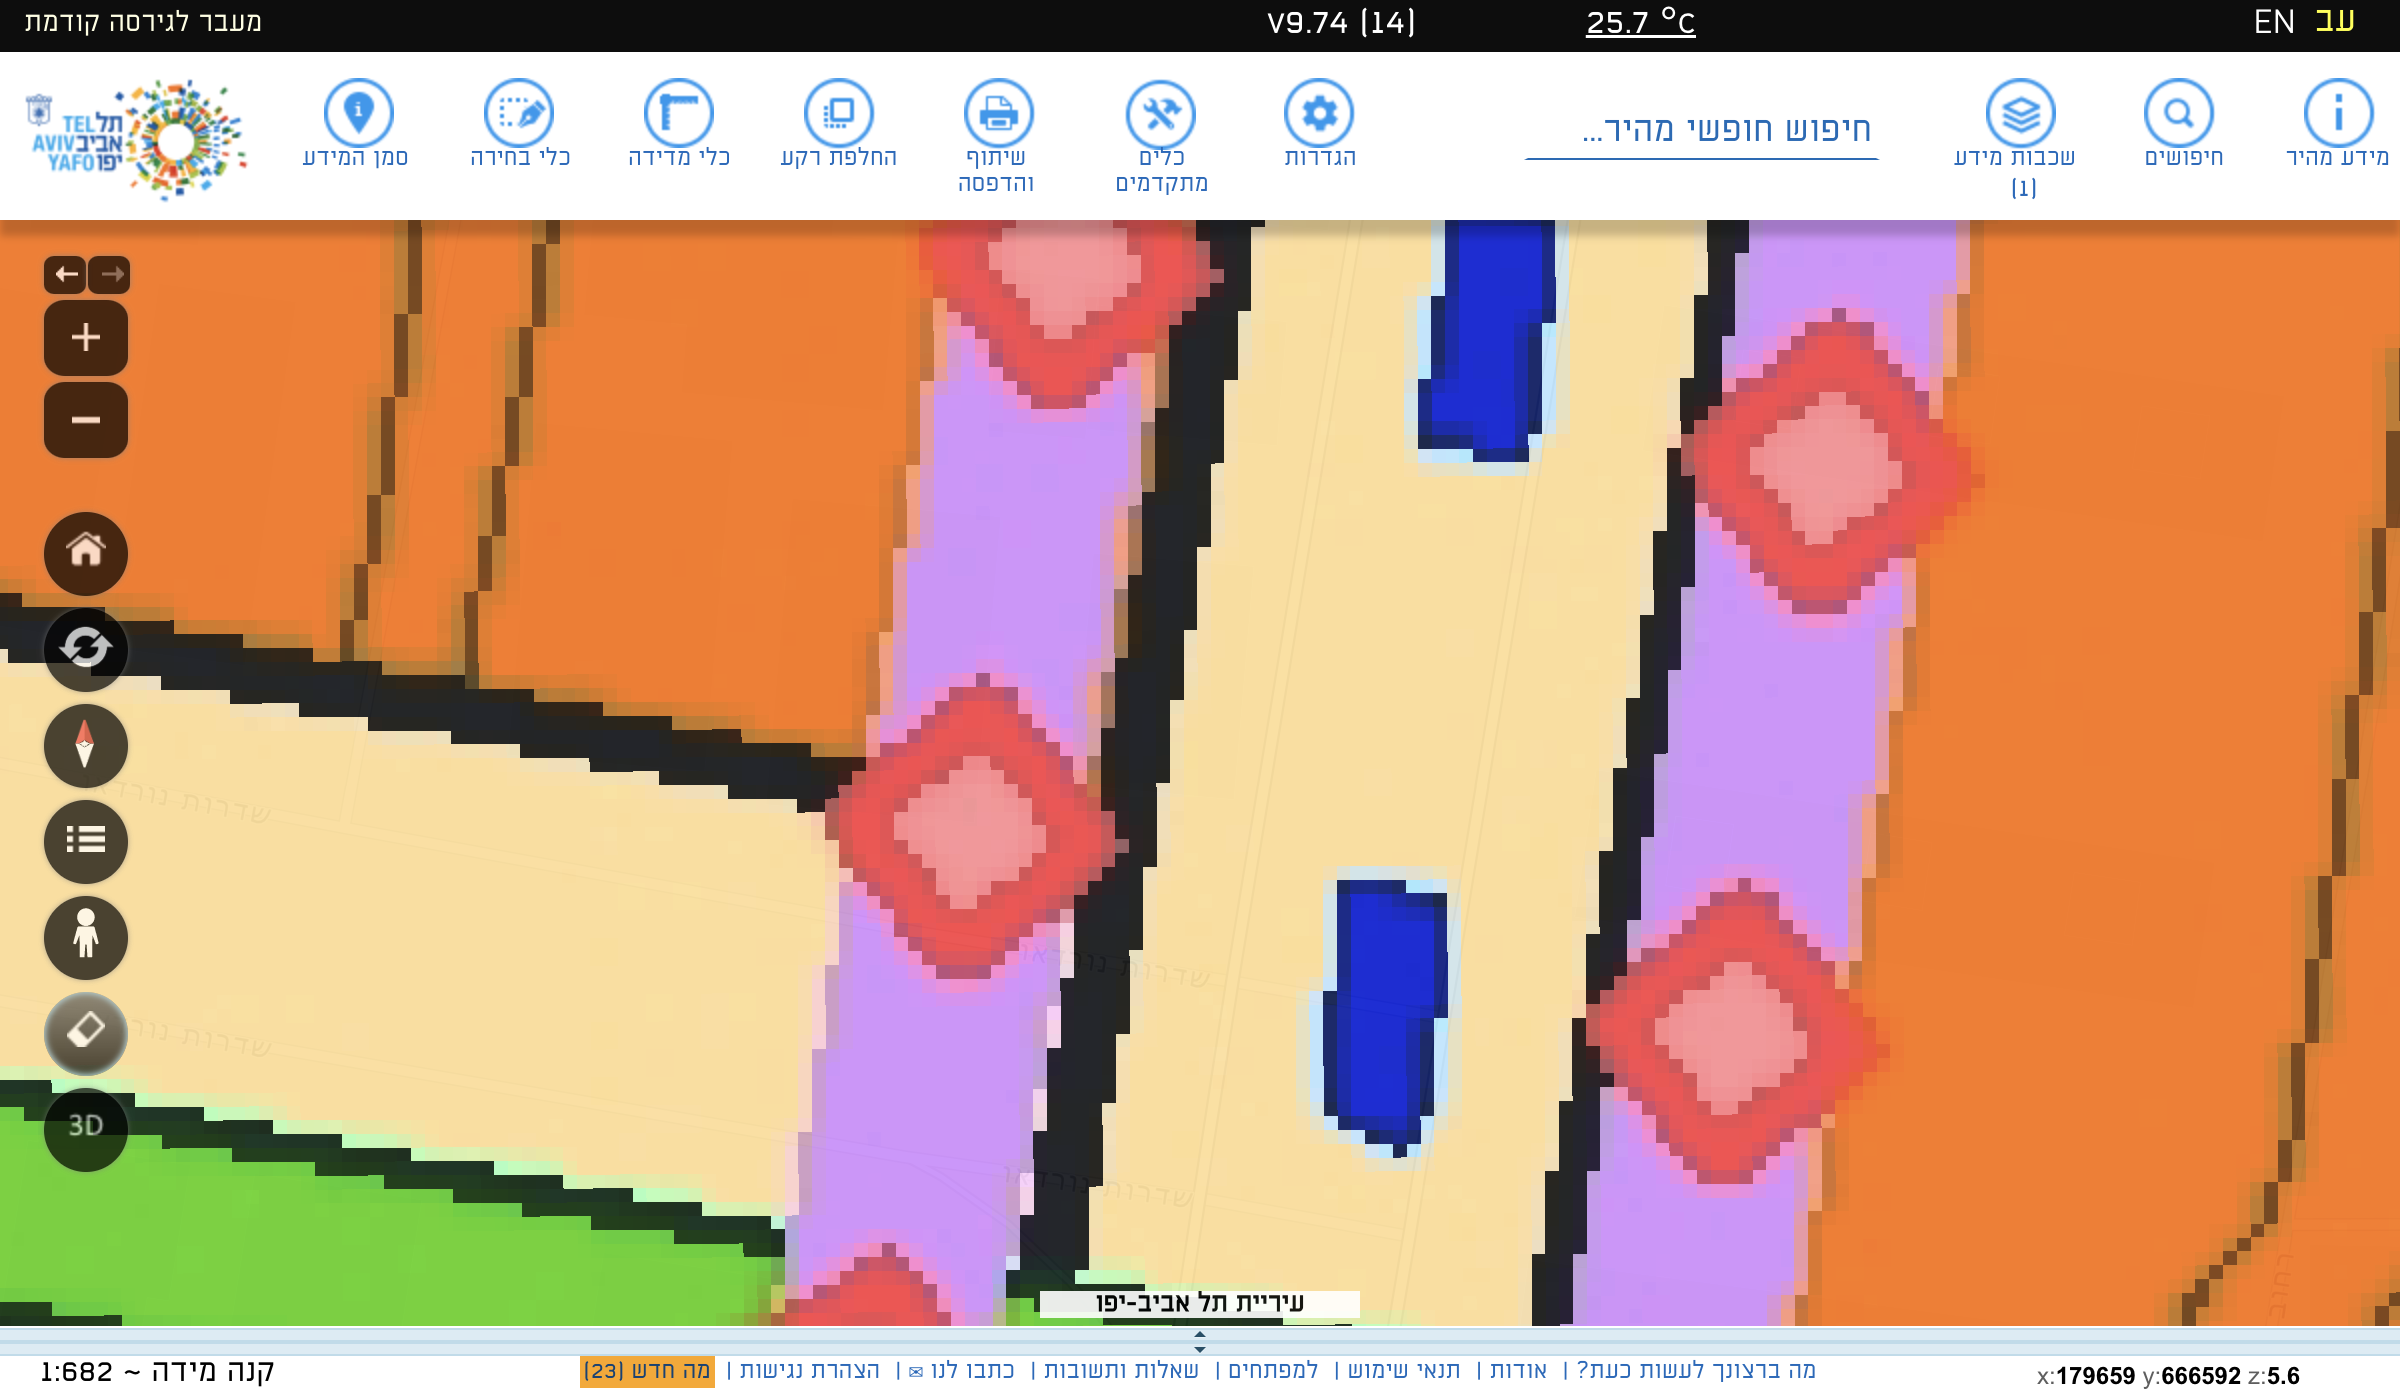 מעבר לגירסה קודמת
V9.74 (14)
25.7 °C
EN עב
תל
אביב
יפו
TEL
AVIV
YAFO
סמן המידע
כלי בחירה
כלי מדידה
החלפת רקע
שיתוף
והדפסה
כלים
מתקדמים
הגדרות
חיפוש חופשי מהיר...
שכבות מידע
(1)
חיפושים
מידע מהיר
שדרות נורדאו
שדרות נורדאו
שדרות נור
שדרות נורדאו
3D
רחוב
עיריית תל אביב-יפו
קנה מידה ~ 1:682
מה ברצונך לעשות כעת? | אודות | תנאי שימוש | למפתחים | שאלות ותשובות | כתבו לנו ✉ | הצהרת נגישות | מה חדש (23)
x:179659 y:666592 z:5.6